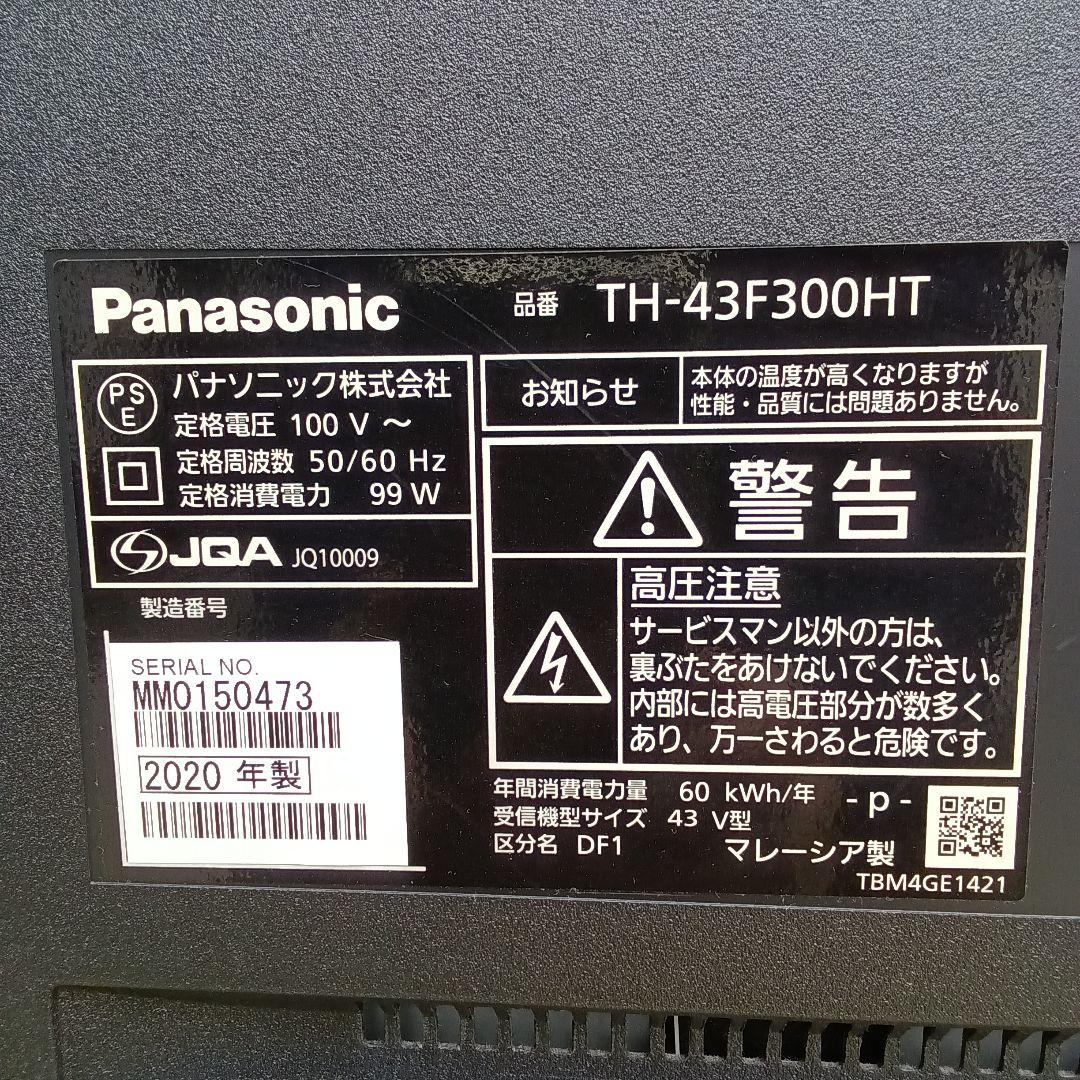 Panasonic
品番 TH-43F300HT
PS
E
パナソニック株式会社
定格電圧 100 V ～
定格周波数 50/60 Hz
定格消費電力 99 W
JQA JQ10009
お知らせ
本体の温度が高くなりますが
性能・品質には問題ありません。
警告
高圧注意
サービスマン以外の方は、
裏ぶたをあけないでください。
内部には高電圧部分が数多く
あり、万一さわると危険です。
製造番号
SERIAL NO.
MM0150473
2020 年製
年間消費電力量 60 kWh/年
受信機型サイズ 43 V型
区分名 DF1
- p -
マレーシア製
TBM4GE1421